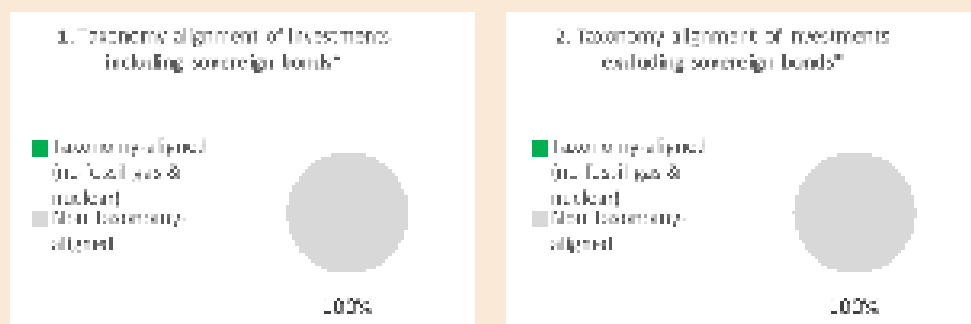 1. Taxonomy-alignment of investments
including sovereign bonds*
Taxonomy-aligned
(no fossil gas &
nuclear)
Non Taxonomy-
aligned
100%
2. Taxonomy-alignment of investments
excluding sovereign bonds*
Taxonomy-aligned
(no fossil gas &
nuclear)
Non Taxonomy-
aligned
100%